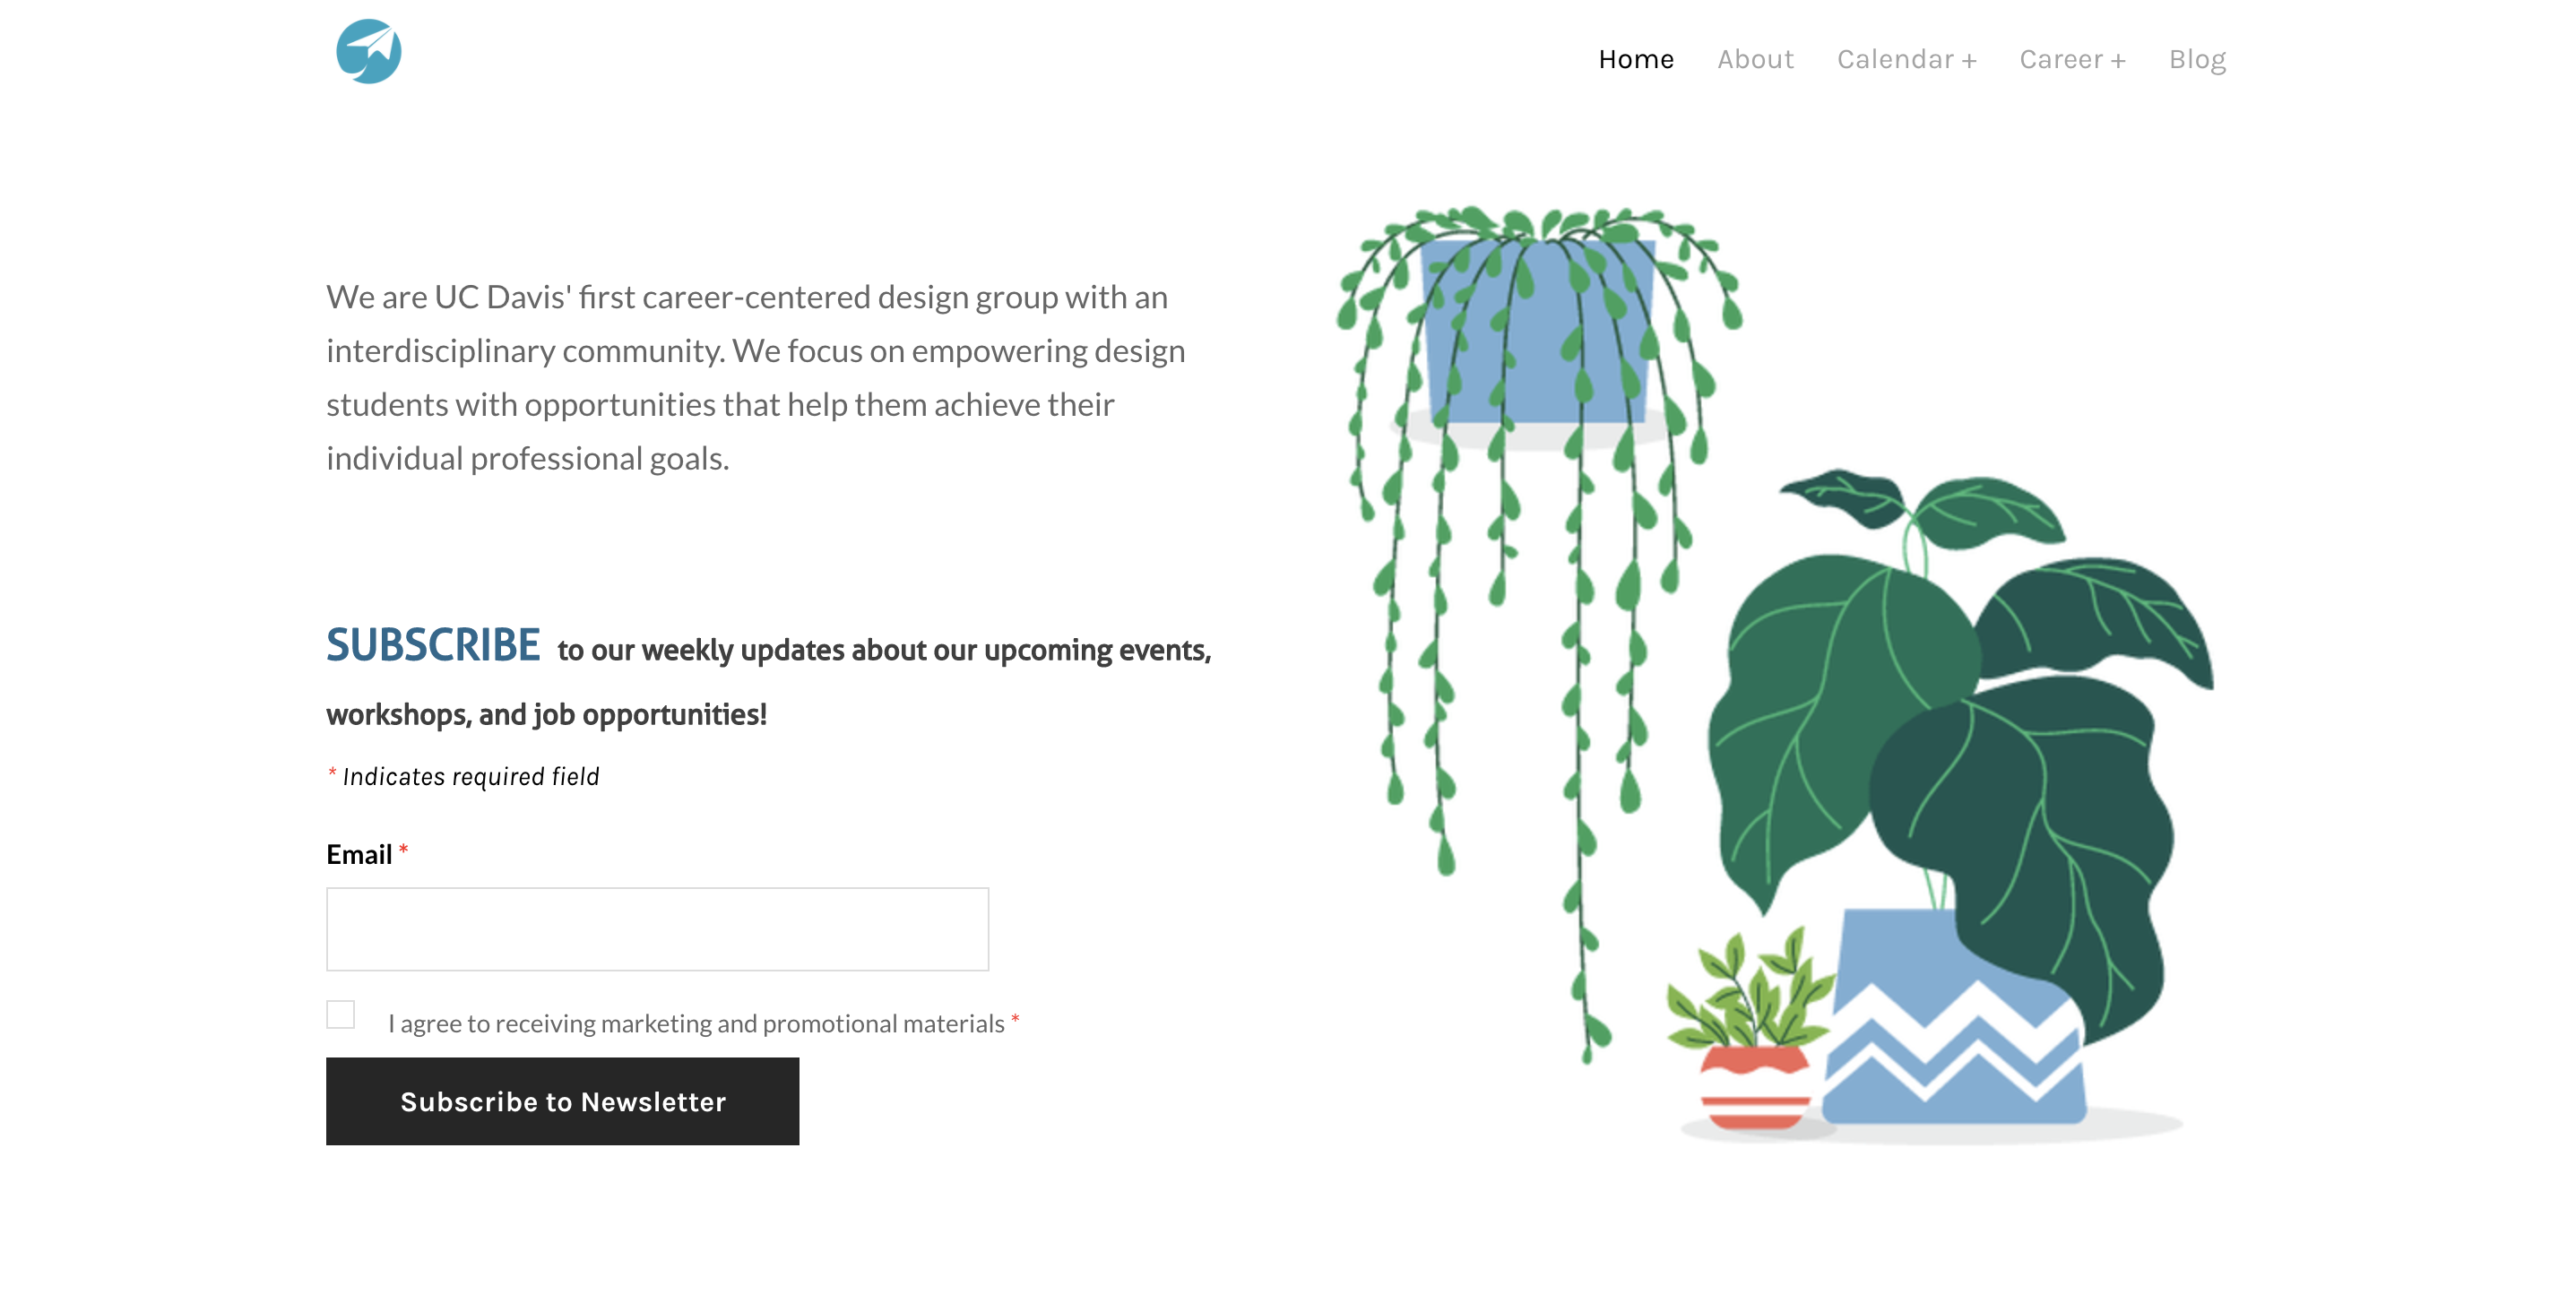 Home About Calendar + Career + Blog
We are UC Davis' first career-centered design group with an
interdisciplinary community. We focus on empowering design
students with opportunities that help them achieve their
individual professional goals.
SUBSCRIBE to our weekly updates about our upcoming events,
workshops, and job opportunities!
* Indicates required field
Email *
I agree to receiving marketing and promotional materials *
Subscribe to Newsletter